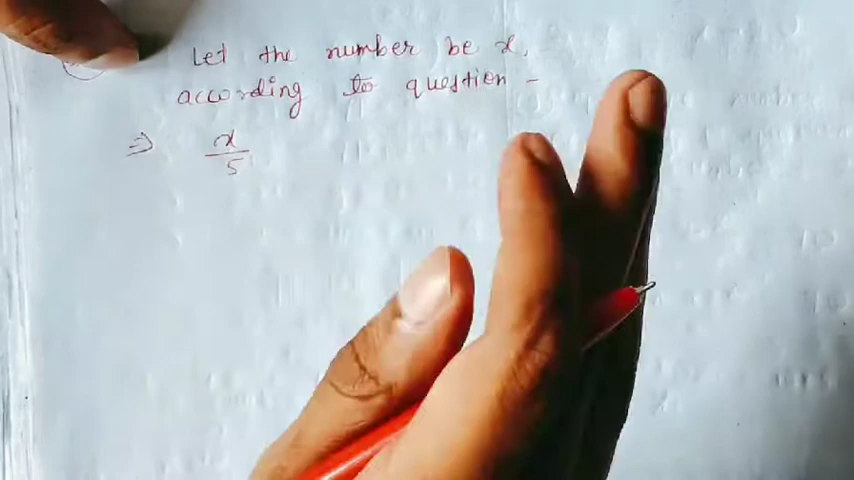 Let the number be x,
according to question -
⇒ x/5